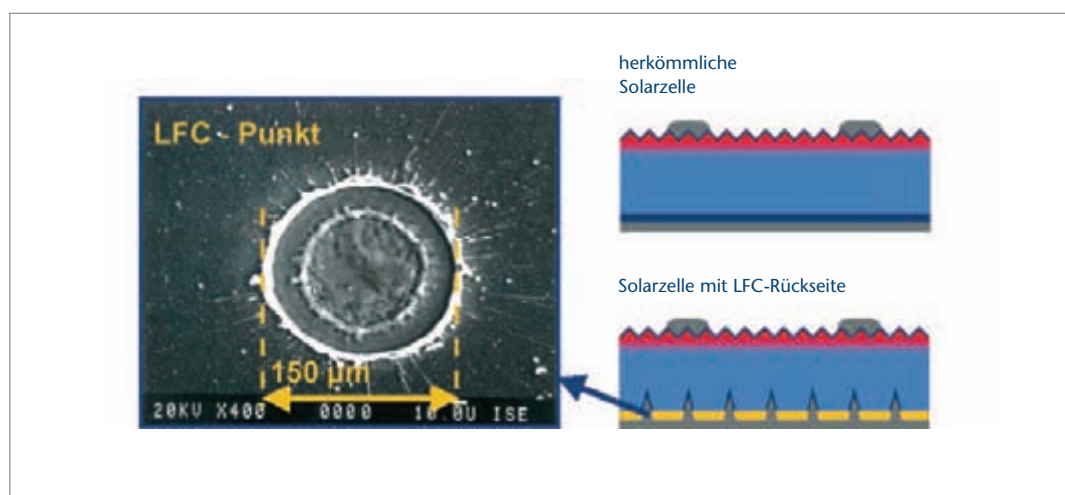 LFC - Punkt
150 µm
20KV X400 0000 10.0U ISE
herkömmliche
Solarzelle
Solarzelle mit LFC-Rückseite